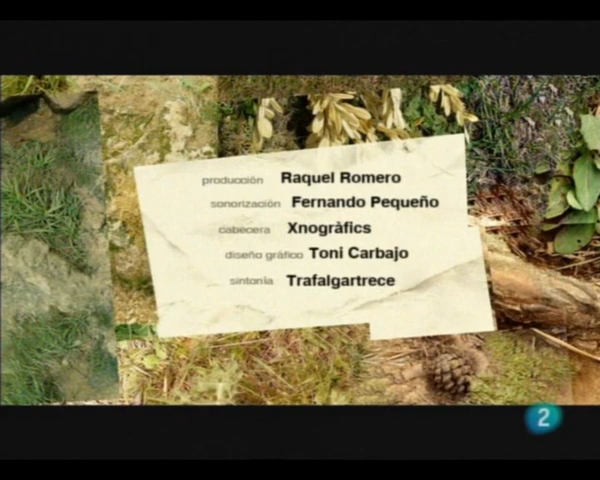 producción Raquel Romero
sonorización Fernando Pequeño
cabecera Xnogràfics
diseño gráfico Toni Carbajo
sintonía Trafalgartrece
2